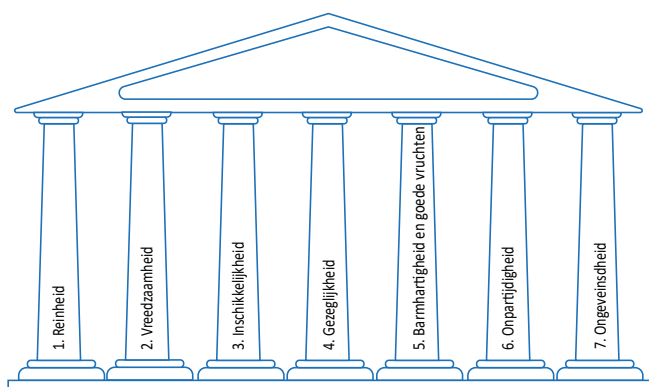 1. Reinheid
2. Vreedzaamheid
3. Inschikkelijkheid
4. Gezeglijkheid
5. Barmhartigheid en goede vruchten
6. Onpartijdigheid
7. Ongeveinsdheid